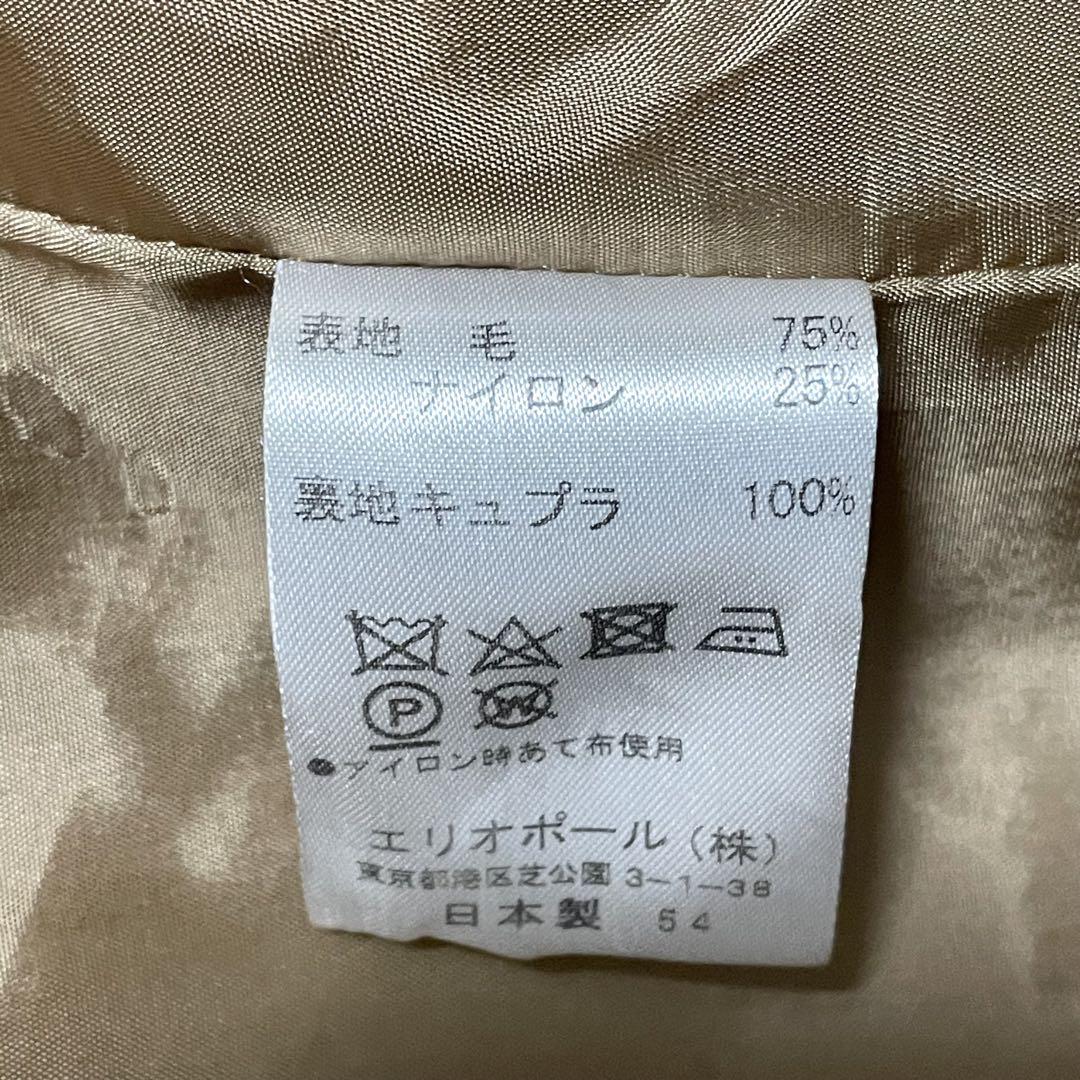 表地 毛 75%
ナイロン 25%
裏地キュプラ 100%
P W
●アイロン時あて布使用
エリオポール(株)
東京都港区芝公園 3-1-38
日本製 54